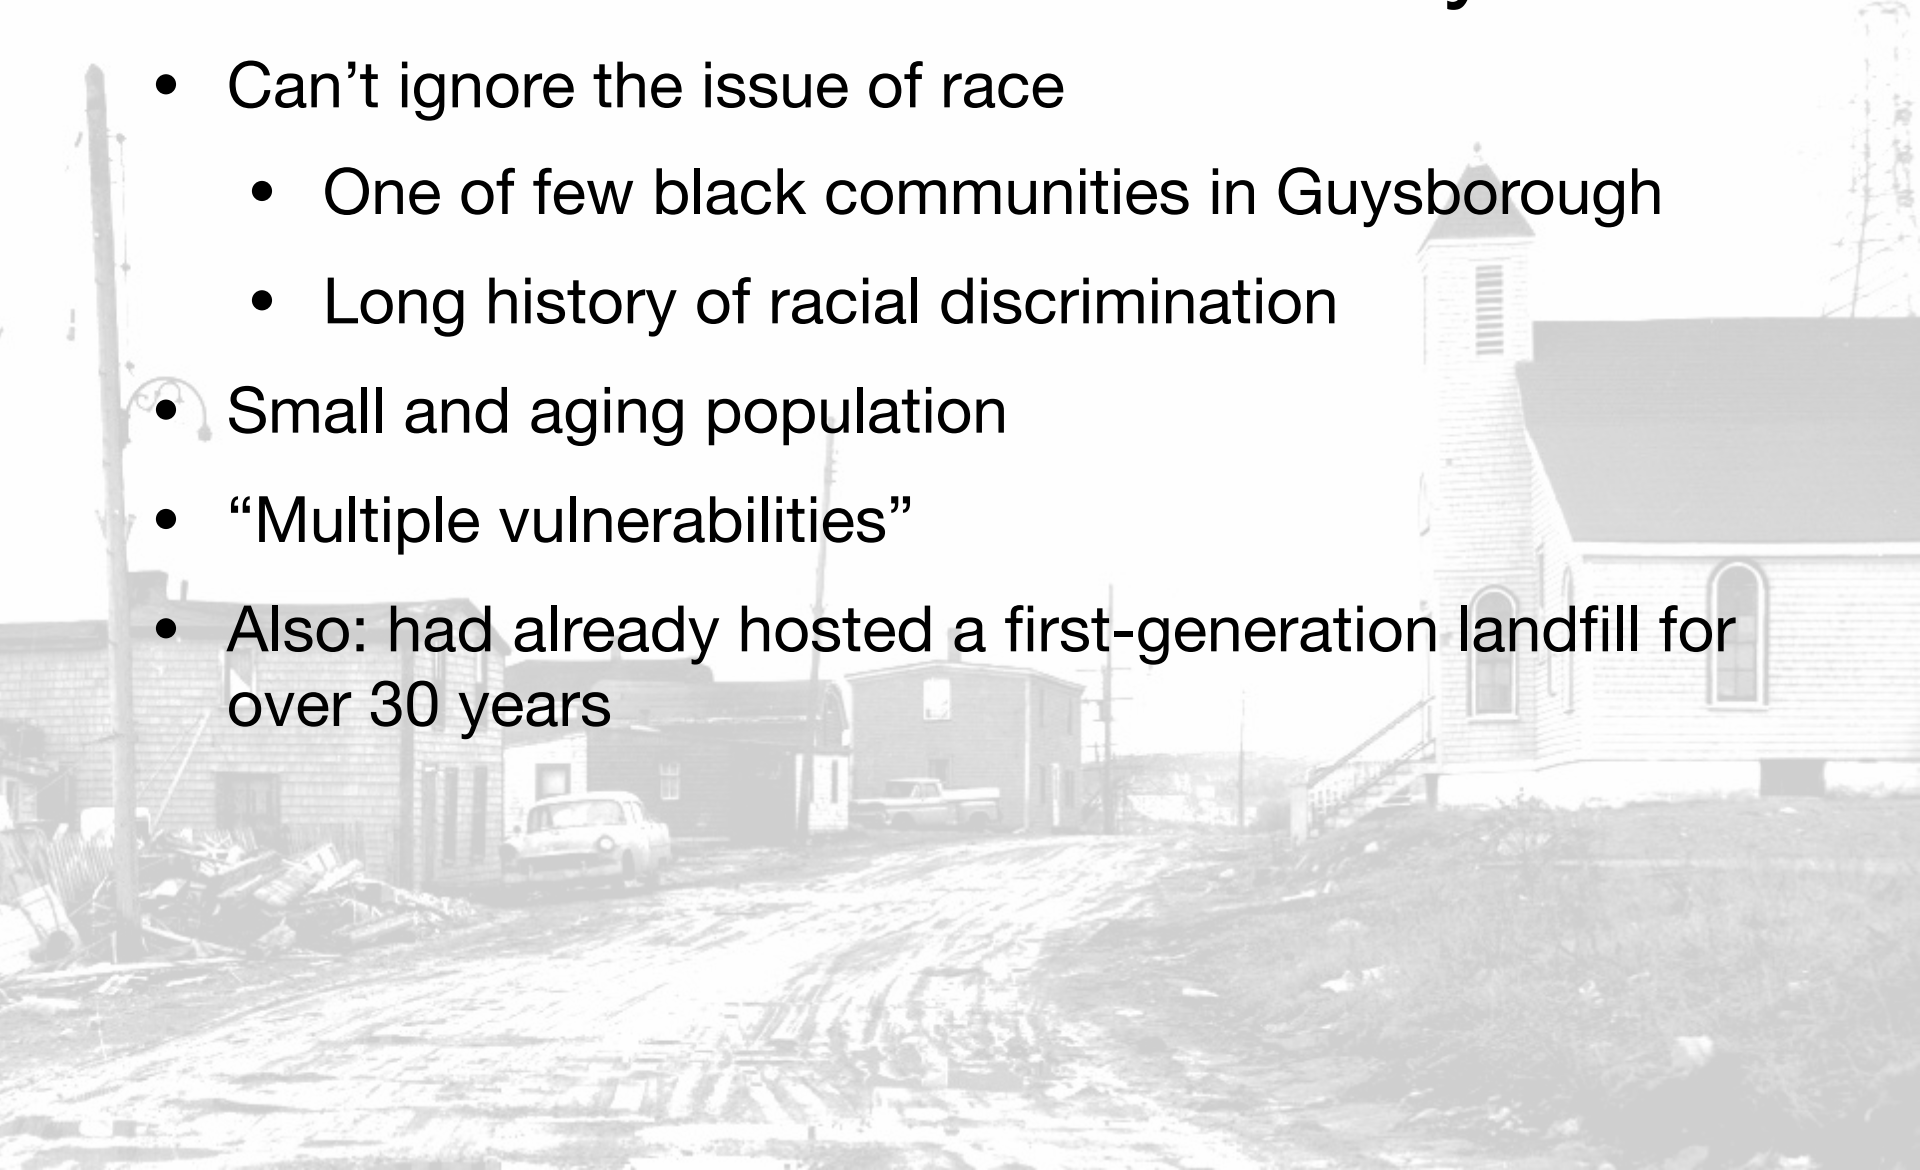 • Can’t ignore the issue of race
• One of few black communities in Guysborough
• Long history of racial discrimination
• Small and aging population
• “Multiple vulnerabilities”
• Also: had already hosted a first-generation landfill for
over 30 years